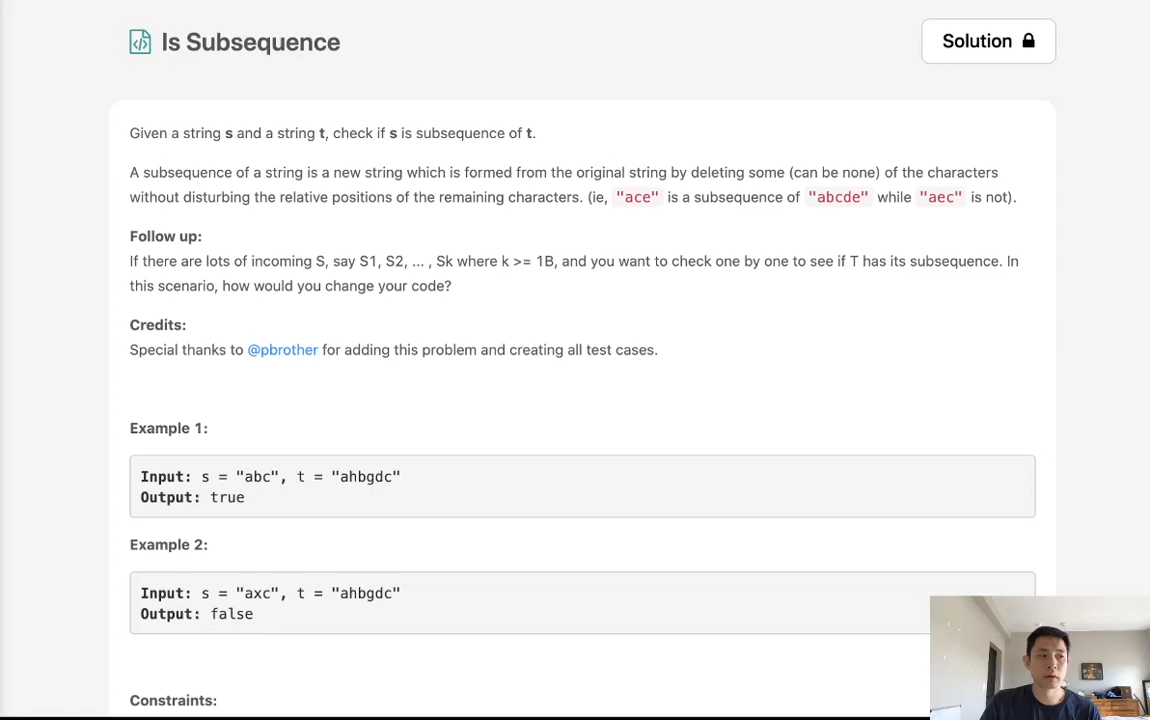 Is Subsequence
Solution
Given a string s and a string t, check if s is subsequence of t.
A subsequence of a string is a new string which is formed from the original string by deleting some (can be none) of the characters
without disturbing the relative positions of the remaining characters. (ie, "ace" is a subsequence of "abcde" while "aec" is not).
Follow up:
If there are lots of incoming S, say S1, S2, ... , Sk where k >= 1B, and you want to check one by one to see if T has its subsequence. In
this scenario, how would you change your code?
Credits:
Special thanks to @pbrother for adding this problem and creating all test cases.
Example 1:
Input: s = "abc", t = "ahbgdc"
Output: true
Example 2:
Input: s = "axc", t = "ahbgdc"
Output: false
Constraints: